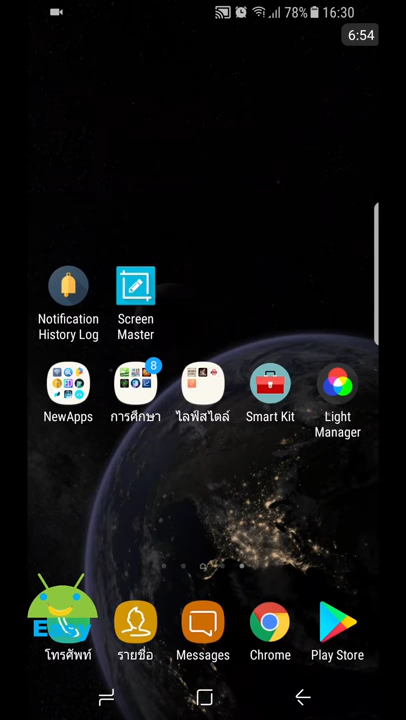 78% 16:30
6:54
Notification
History Log
Screen
Master
8
NewApps
การศึกษา
ไลฟ์สไตล์
Smart Kit
Light
Manager
โทรศัพท์
รายชื่อ
Messages
Chrome
Play Store